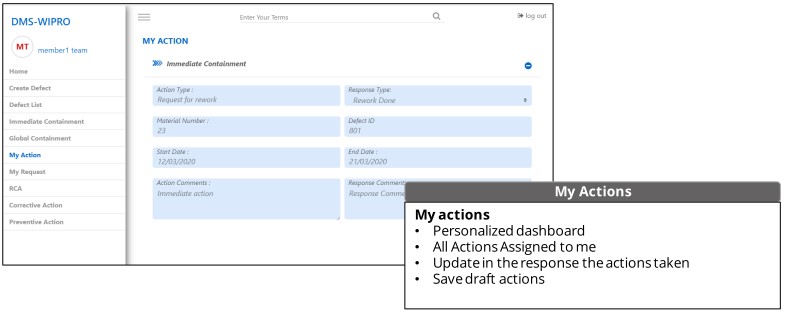 DMS-WIPRO
MT
member1 team
Home
Create Defect
Defect List
Immediate Containment
Global Containment
My Action
My Request
RCA
Corrective Action
Preventive Action
Enter Your Terms
log out
MY ACTION
Immediate Containment
Action Type :
Request for rework
Response Type:
Rework Done
Material Number :
23
Defect ID
801
Start Date :
12/03/2020
End Date :
21/03/2020
Action Comments :
Immediate action
Response Comment
Response Comme
My Actions
My actions
• Personalized dashboard
• All Actions Assigned to me
• Update in the response the actions taken
• Save draft actions